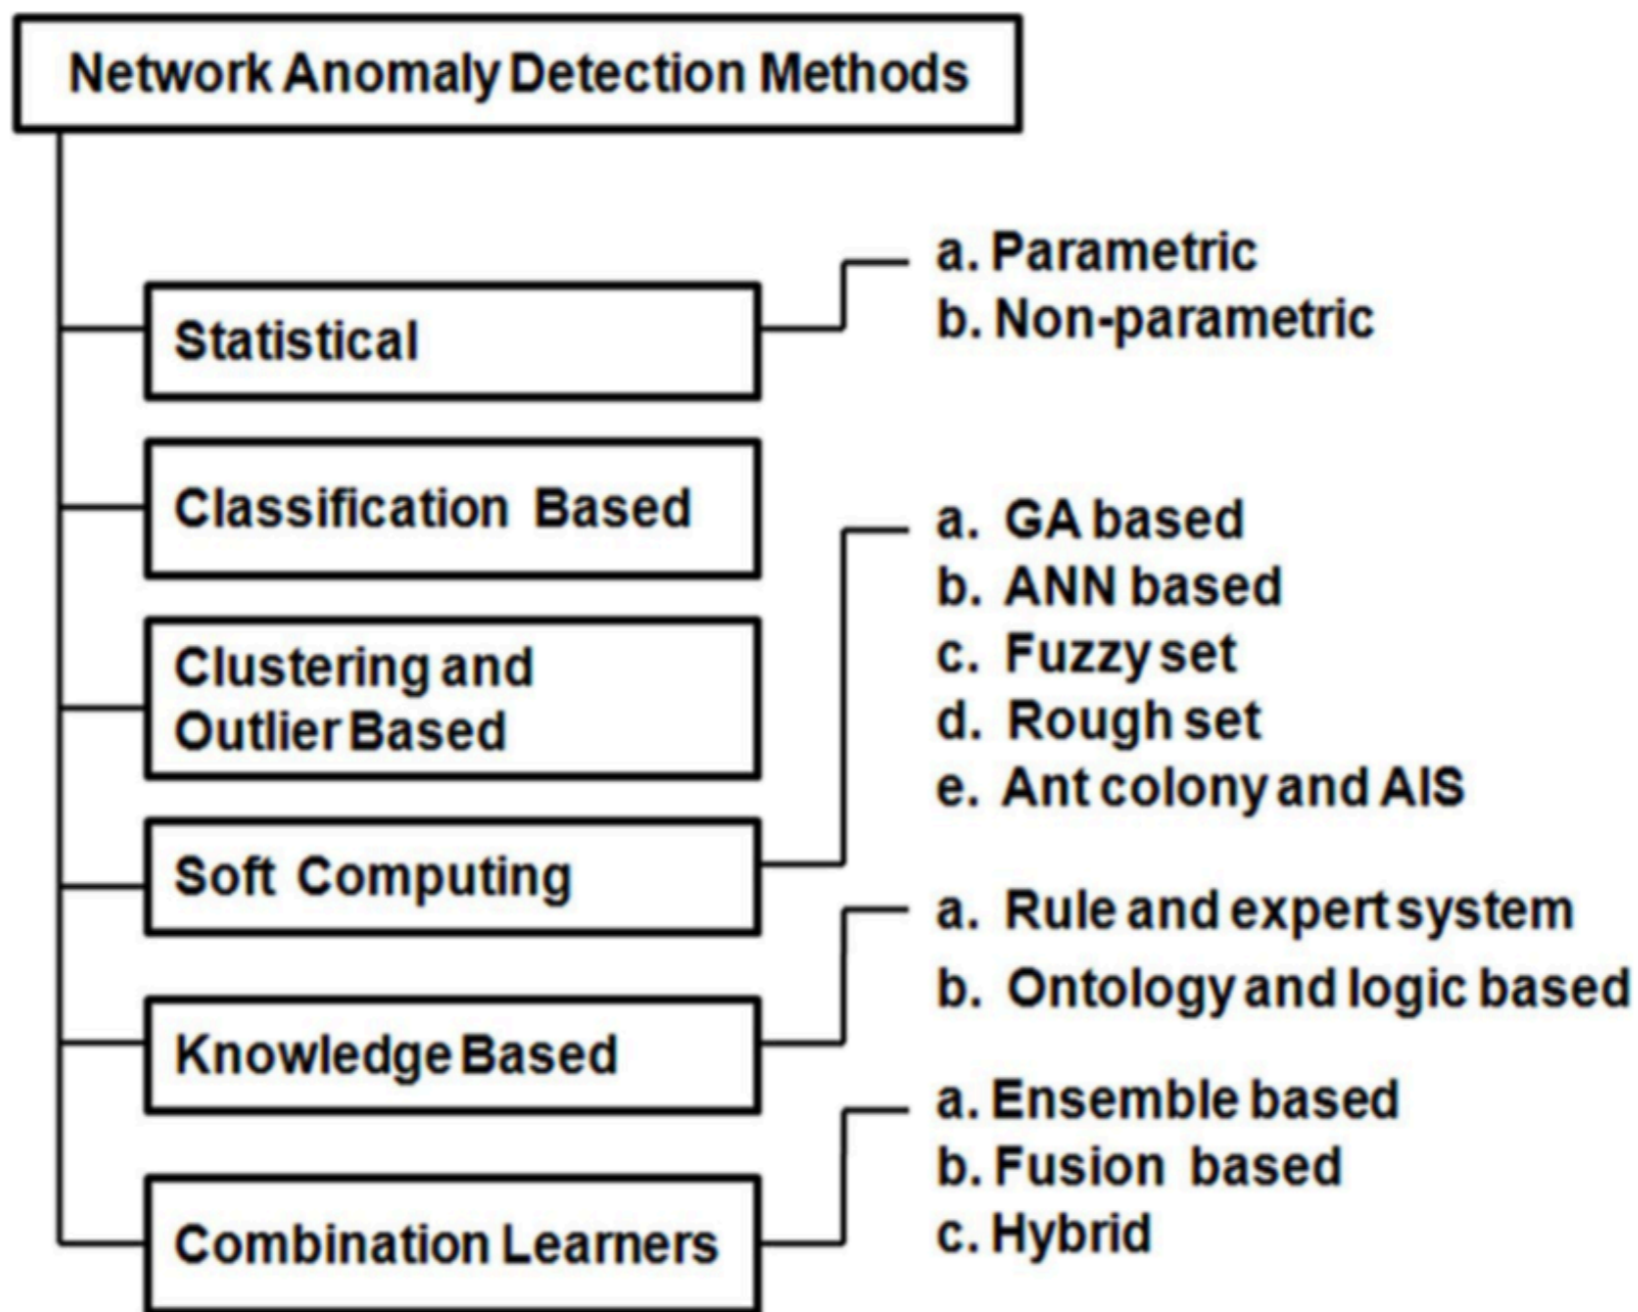 Network Anomaly Detection Methods
Statistical
a. Parametric
b. Non-parametric
Classification Based
Clustering and
Outlier Based
Soft Computing
a. GA based
b. ANN based
c. Fuzzy set
d. Rough set
e. Ant colony and AIS
Knowledge Based
a. Rule and expert system
b. Ontology and logic based
Combination Learners
a. Ensemble based
b. Fusion based
c. Hybrid